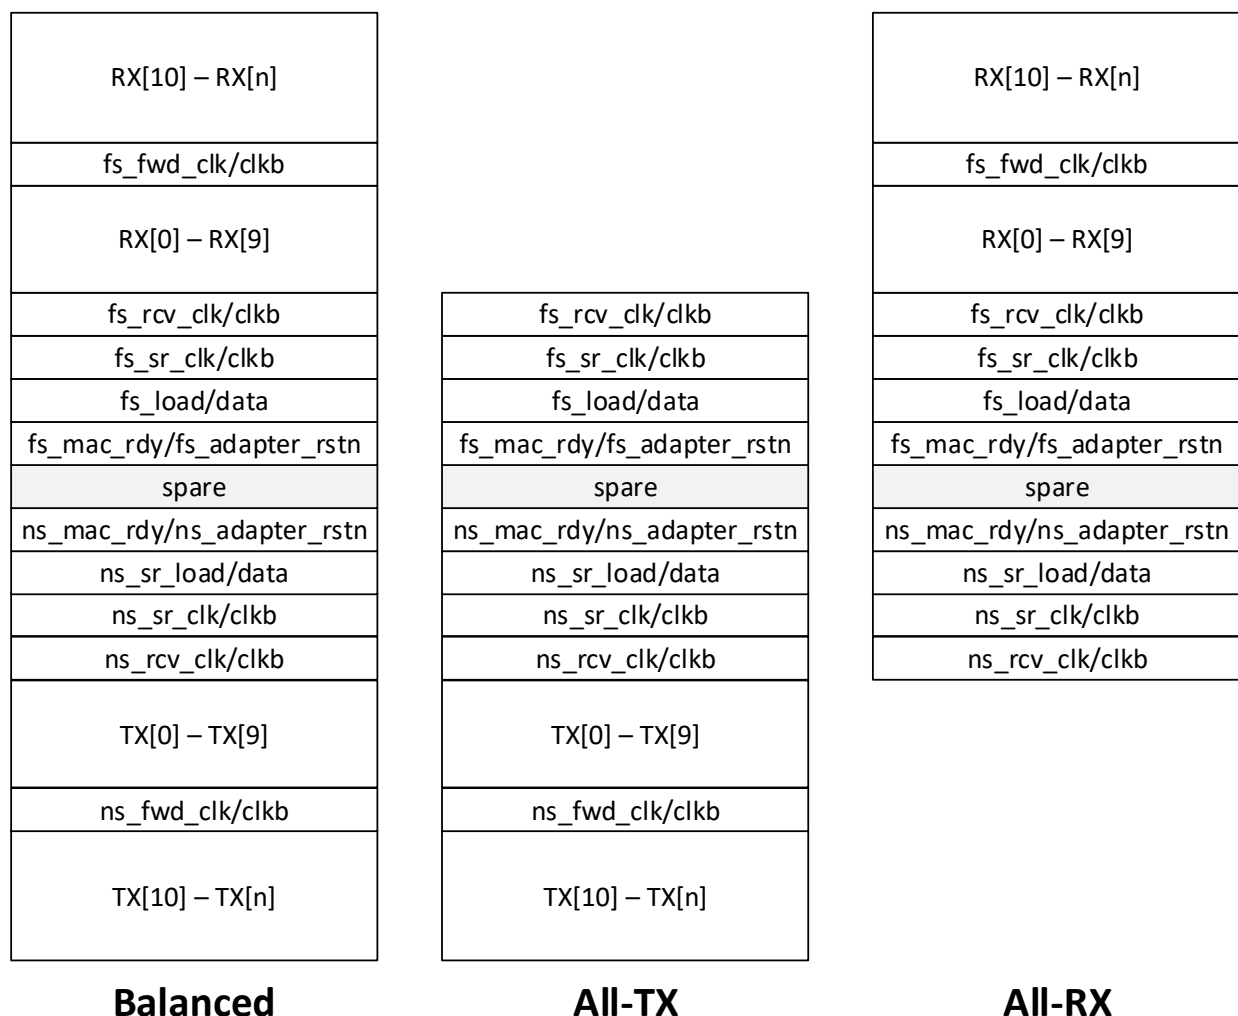 RX[10] – RX[n]
fs_fwd_clk/clkb
RX[0] – RX[9]
fs_rcv_clk/clkb
fs_sr_clk/clkb
fs_load/data
fs_mac_rdy/fs_adapter_rstn
spare
ns_mac_rdy/ns_adapter_rstn
ns_sr_load/data
ns_sr_clk/clkb
ns_rcv_clk/clkb
TX[0] – TX[9]
ns_fwd_clk/clkb
TX[10] – TX[n]
Balanced
fs_rcv_clk/clkb
fs_sr_clk/clkb
fs_load/data
fs_mac_rdy/fs_adapter_rstn
spare
ns_mac_rdy/ns_adapter_rstn
ns_sr_load/data
ns_sr_clk/clkb
ns_rcv_clk/clkb
TX[0] – TX[9]
ns_fwd_clk/clkb
TX[10] – TX[n]
All-TX
RX[10] – RX[n]
fs_fwd_clk/clkb
RX[0] – RX[9]
fs_rcv_clk/clkb
fs_sr_clk/clkb
fs_load/data
fs_mac_rdy/fs_adapter_rstn
spare
ns_mac_rdy/ns_adapter_rstn
ns_sr_load/data
ns_sr_clk/clkb
ns_rcv_clk/clkb
All-RX